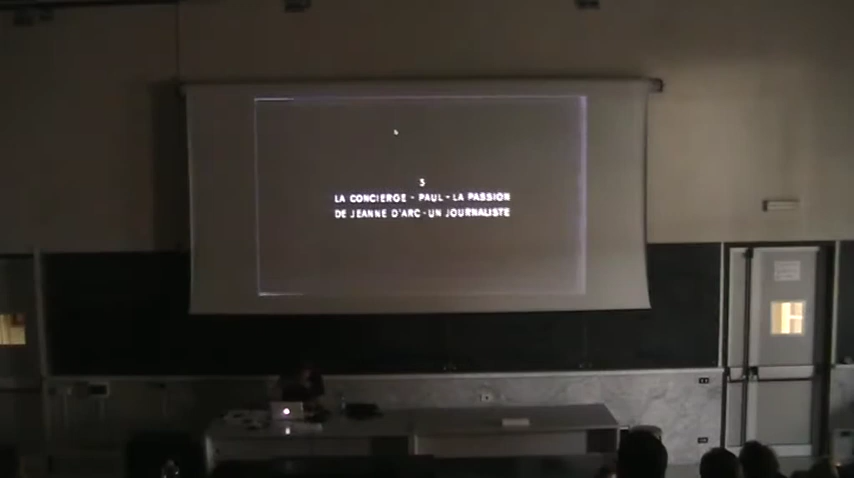 3
LA CONCIERGE - PAUL - LA PASSION
DE JEANNE D'ARC - UN JOURNALISTE